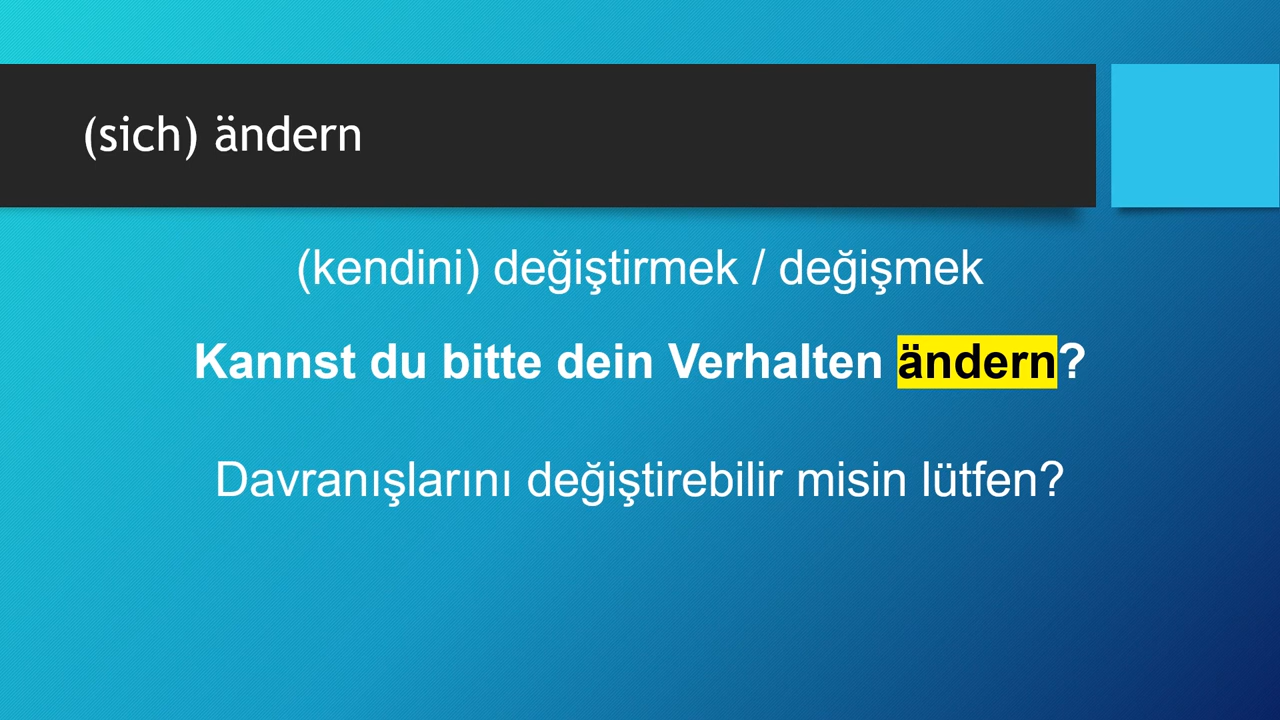 (sich) ändern
(kendini) değiştirmek / değişmek
Kannst du bitte dein Verhalten ändern?
Davranışlarını değiştirebilir misin lütfen?